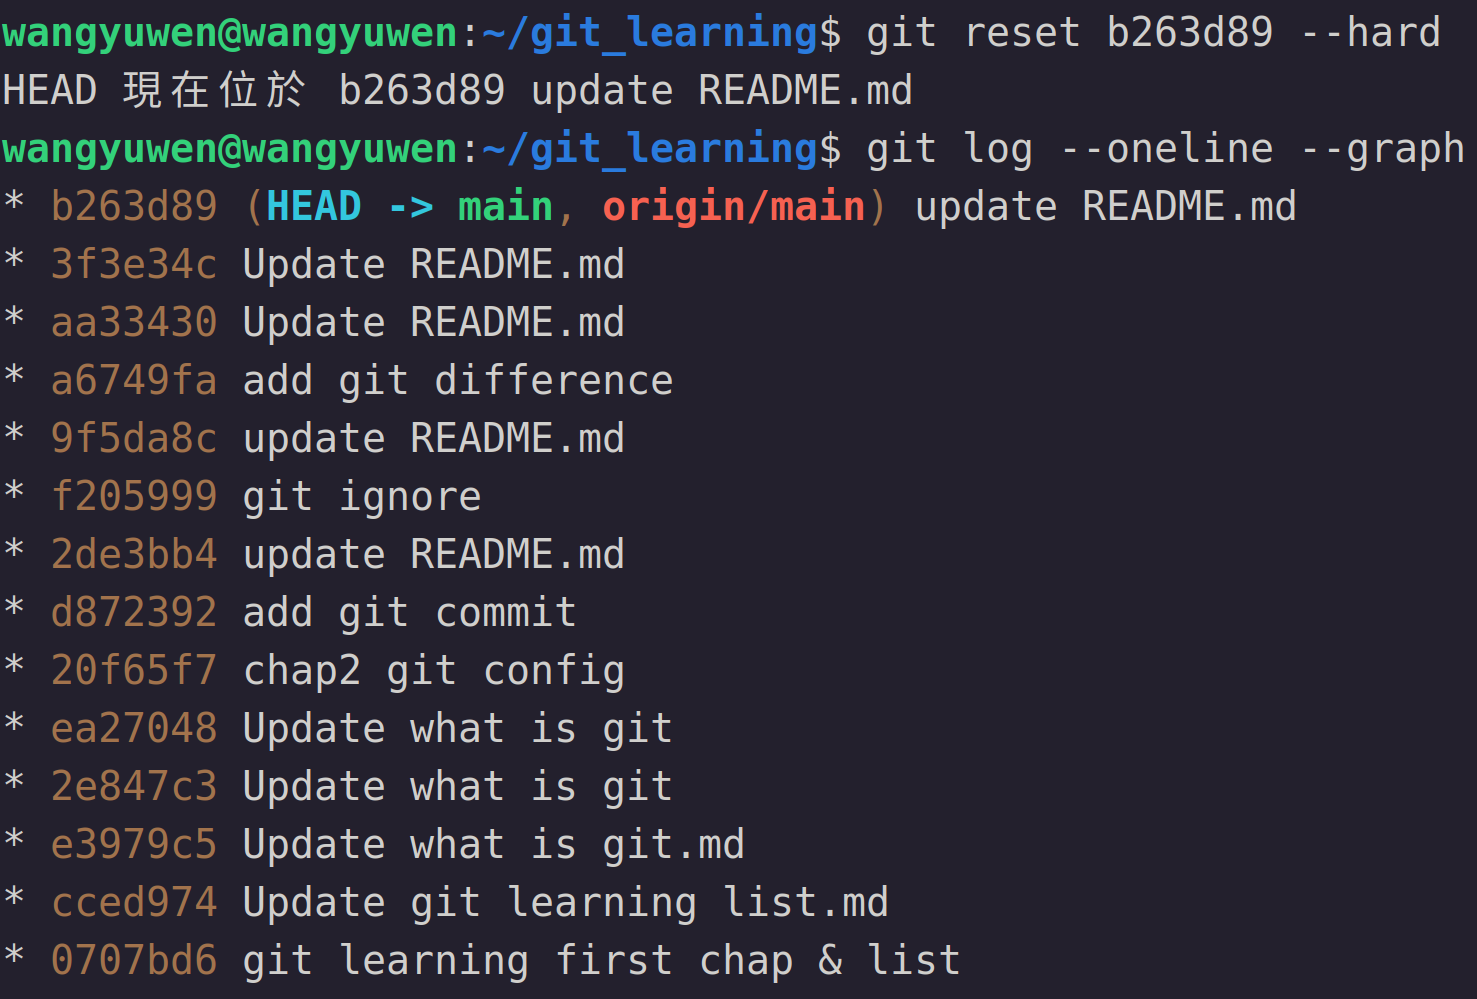 wangyuwen@wangyuwen:~/git_learning$ git reset b263d89 --hard
HEAD 現在位於 b263d89 update README.md
wangyuwen@wangyuwen:~/git_learning$ git log --oneline --graph
* b263d89 (HEAD -> main, origin/main) update README.md
* 3f3e34c Update README.md
* aa33430 Update README.md
* a6749fa add git difference
* 9f5da8c update README.md
* f205999 git ignore
* 2de3bb4 update README.md
* d872392 add git commit
* 20f65f7 chap2 git config
* ea27048 Update what is git
* 2e847c3 Update what is git
* e3979c5 Update what is git.md
* cced974 Update git learning list.md
* 0707bd6 git learning first chap & list